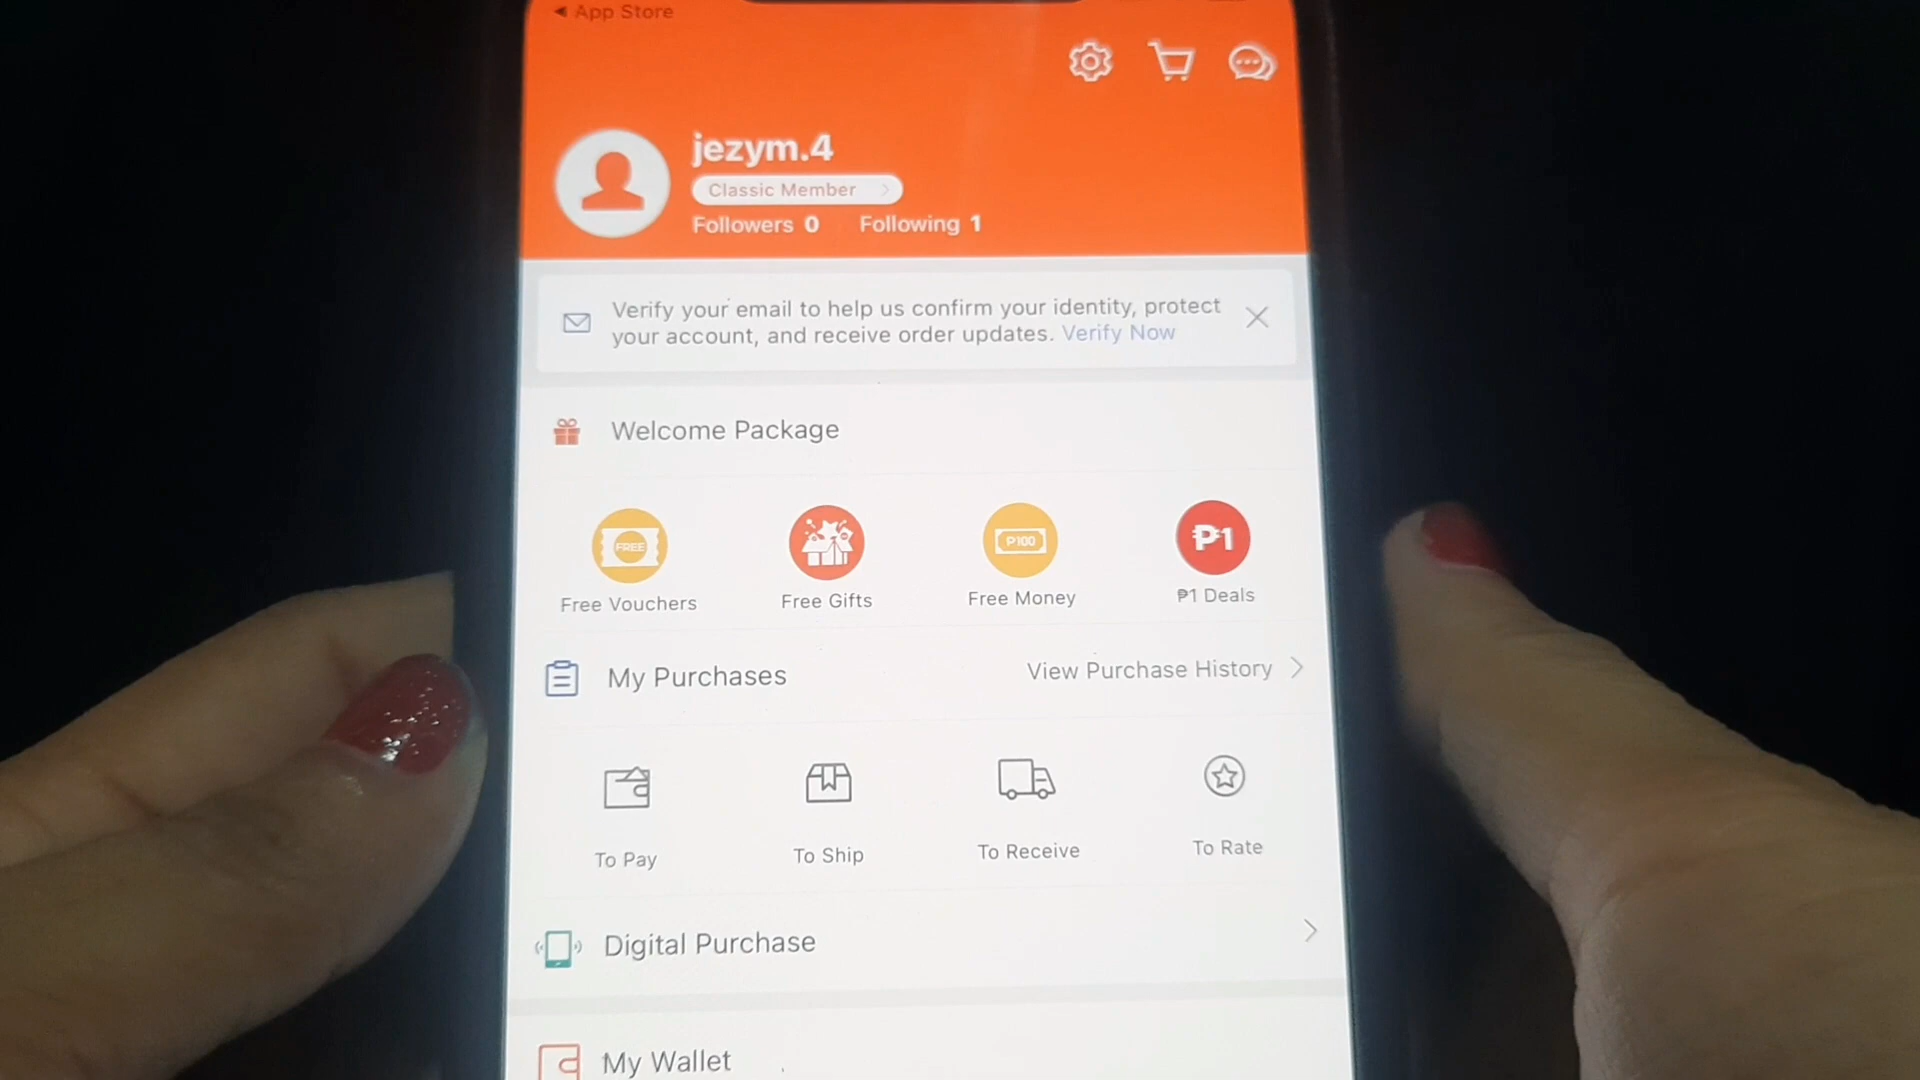 ◄ App Store
jezym.4
Classic Member >
Followers 0 Following 1
Verify your email to help us confirm your identity, protect
your account, and receive order updates. Verify Now
Welcome Package
FREE
₱100
₱1
Free Vouchers
Free Gifts
Free Money
₱1 Deals
My Purchases
View Purchase History >
To Pay
To Ship
To Receive
To Rate
Digital Purchase
My Wallet